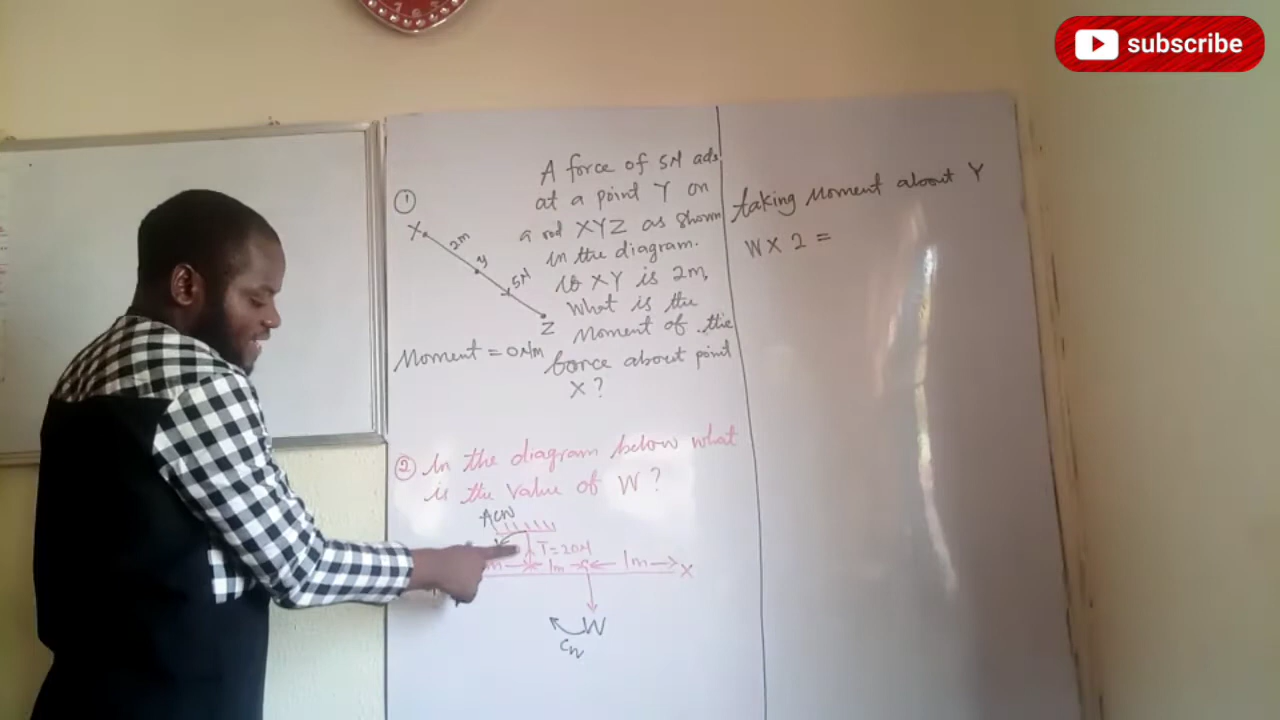 subscribe
①
A force of 5N acts
at a point Y on
a rod XYZ as shown
in the diagram.
If XY is 2m,
What is the
Moment of the
force about point
X?
X
2m
y
5N
Z
Moment = 0Nm
② In the diagram below what
is the value of W?
ACW
T=20N
m
1m
1m
X
W
CW
taking Moment about Y
W x 2 =